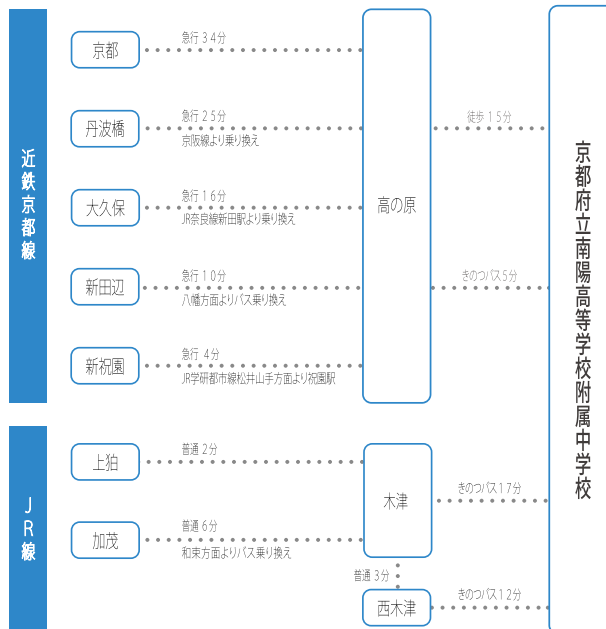 近鉄京都線
京都
急行 34分
丹波橋
急行 25分
京阪線より乗り換え
大久保
急行 16分
JR奈良線新田駅より乗り換え
新田辺
急行 10分
八幡方面よりバス乗り換え
新祝園
急行 4分
JR学研都市線松井山手方面より祝園駅
高の原
徒歩 15分
きのつバス5分
JR線
上狛
普通 2分
加茂
普通 6分
和束方面よりバス乗り換え
木津
きのつバス17分
普通 3分
西木津
きのつバス12分
京都府立南陽高等学校附属中学校